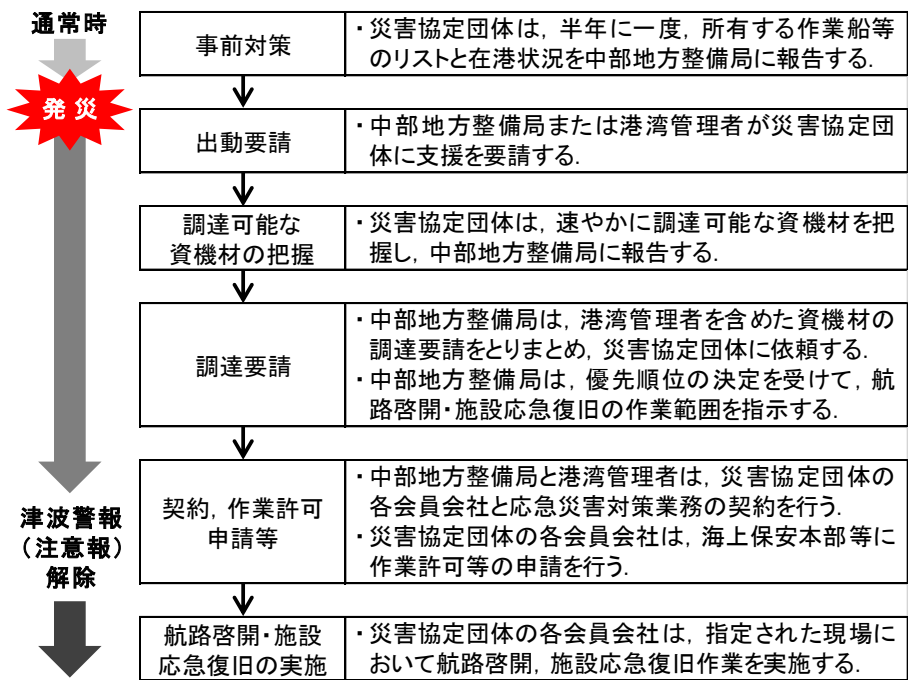 通常時
事前対策
・災害協定団体は，半年に一度，所有する作業船等
のリストと在港状況を中部地方整備局に報告する．
発災
出動要請
・中部地方整備局または港湾管理者が災害協定団
体に支援を要請する．
調達可能な
資機材の把握
・災害協定団体は，速やかに調達可能な資機材を把
握し，中部地方整備局に報告する．
調達要請
・中部地方整備局は，港湾管理者を含めた資機材の
調達要請をとりまとめ，災害協定団体に依頼する．
・中部地方整備局は，優先順位の決定を受けて，航
路啓開・施設応急復旧の作業範囲を指示する．
津波警報
（注意報）
解除
契約，作業許可
申請等
・中部地方整備局と港湾管理者は，災害協定団体の
各会員会社と応急災害対策業務の契約を行う．
・災害協定団体の各会員会社は，海上保安本部等に
作業許可等の申請を行う．
航路啓開・施設
応急復旧の実施
・災害協定団体の各会員会社は，指定された現場に
おいて航路啓開，施設応急復旧作業を実施する．